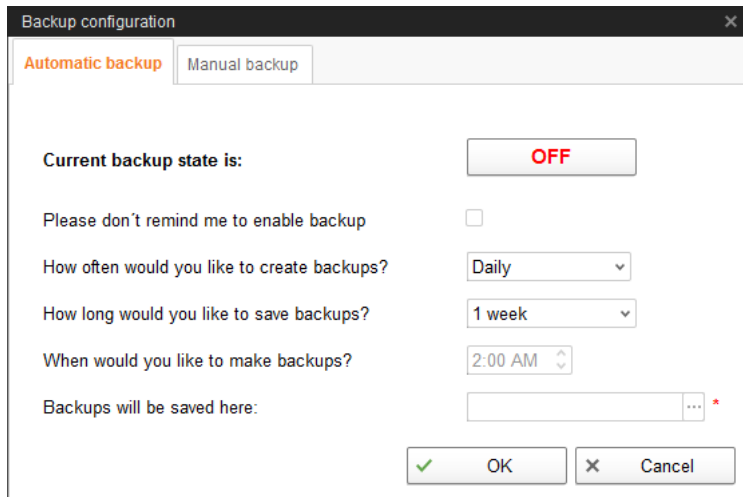 Backup configuration
Automatic backup Manual backup
Current backup state is: OFF
Please don´t remind me to enable backup
How often would you like to create backups? Daily
How long would you like to save backups? 1 week
When would you like to make backups? 2:00 AM
Backups will be saved here: ... *
OK Cancel